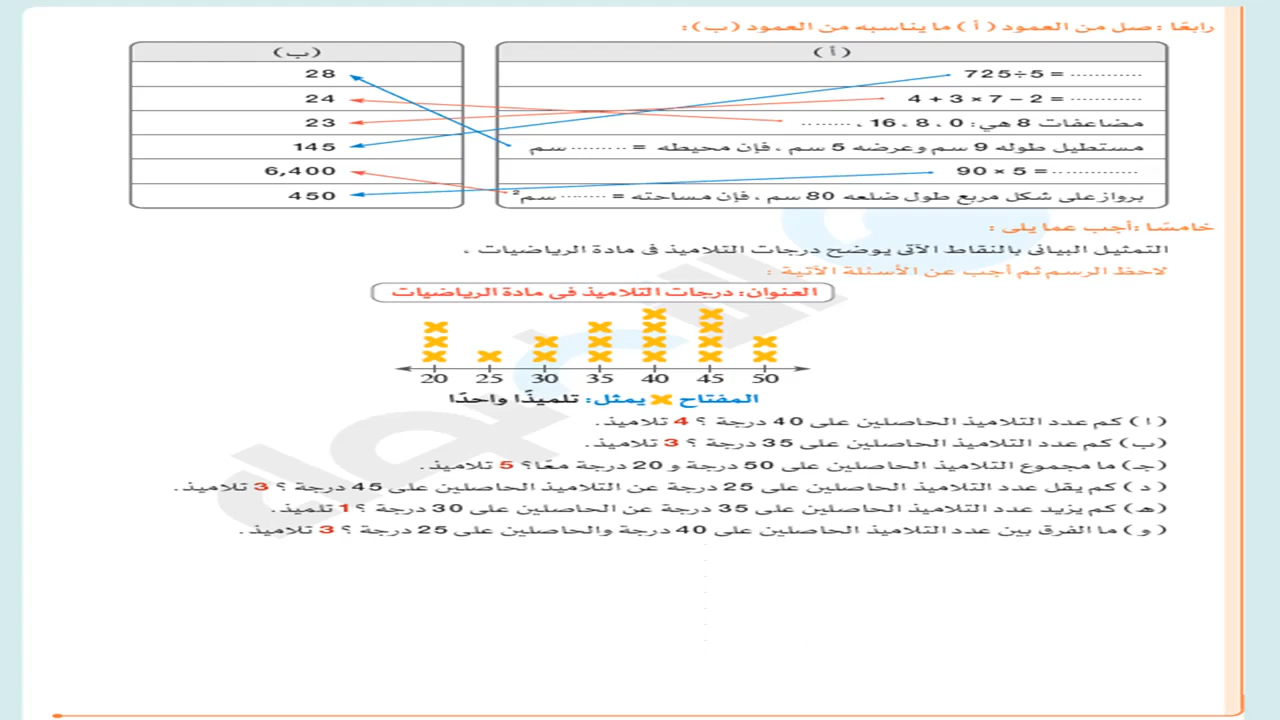 رابعًا: صل من العمود (أ) ما يناسبه من العمود (ب):
(أ) (ب)
725÷5 = ........... 28
4 + 3 × 7 – 2 = ........... 24
مضاعفات 8 هي: 0 ، 8 ، 16 ، ........ 23
مستطيل طوله 9 سم وعرضه 5 سم ، فإن محيطه = ........ سم 145
90 × 5 = ............. 6,400
برواز على شكل مربع طول ضلعه 80 سم ، فإن مساحته = ....... سم² 450
خامسًا: أجب عما يلى :
التمثيل البيانى بالنقاط الآتى يوضح درجات التلاميذ فى مادة الرياضيات ،
لاحظ الرسم ثم أجب عن الأسئلة الآتية :
العنوان: درجات التلاميذ فى مادة الرياضيات
20 25 30 35 40 45 50
المفتاح × يمثل: تلميذًا واحدًا
(ا) كم عدد التلاميذ الحاصلين على 40 درجة ؟ 4 تلاميذ.
(ب) كم عدد التلاميذ الحاصلين على 35 درجة ؟ 3 تلاميذ.
(جـ) ما مجموع التلاميذ الحاصلين على 50 درجة و 20 درجة معًا؟ 5 تلاميذ.
(د) كم يقل عدد التلاميذ الحاصلين على 25 درجة عن التلاميذ الحاصلين على 45 درجة ؟ 3 تلاميذ.
(هـ) كم يزيد عدد التلاميذ الحاصلين على 35 درجة عن الحاصلين على 30 درجة ؟ 1 تلميذ.
(و) ما الفرق بين عدد التلاميذ الحاصلين على 40 درجة والحاصلين على 25 درجة ؟ 3 تلاميذ.